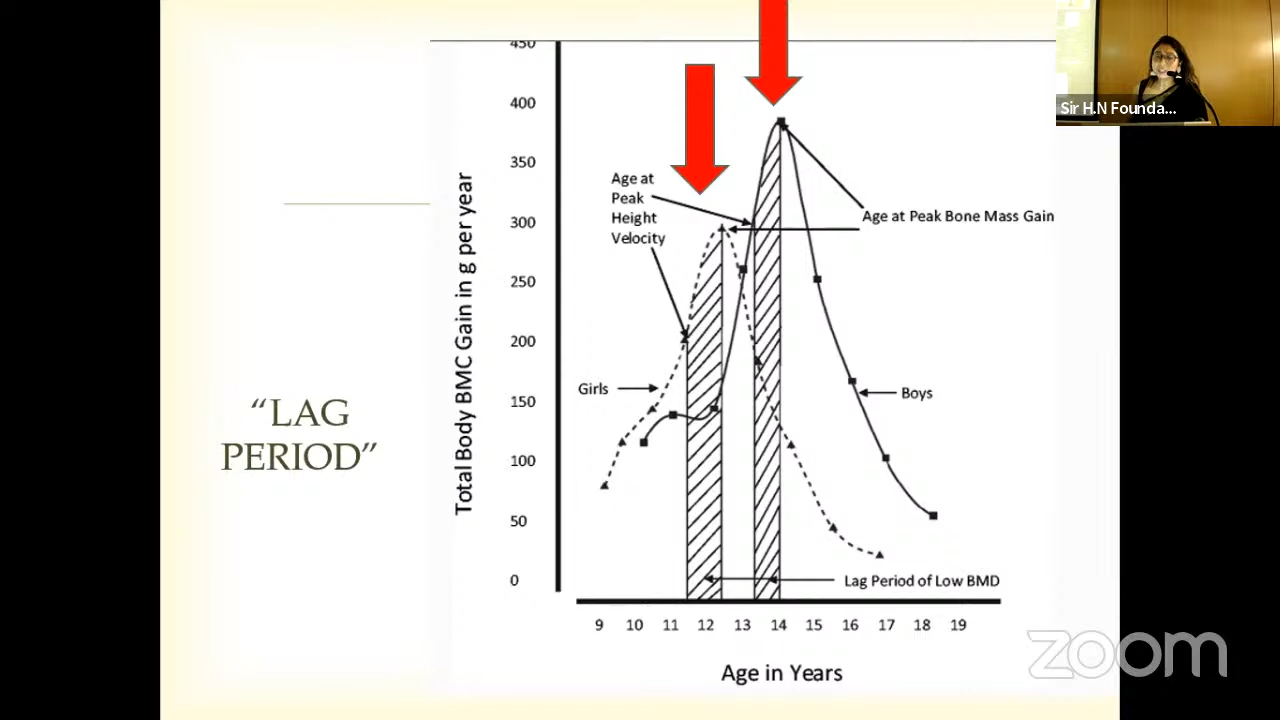 "LAG
PERIOD"
Total Body BMC Gain in g per year
450
400
350
300
250
200
150
100
50
0
Age at
Peak
Height
Velocity
Age at Peak Bone Mass Gain
Girls
Boys
Lag Period of Low BMD
9 10 11 12 13 14 15 16 17 18 19
Age in Years
Sir H.N Founda...
zoom